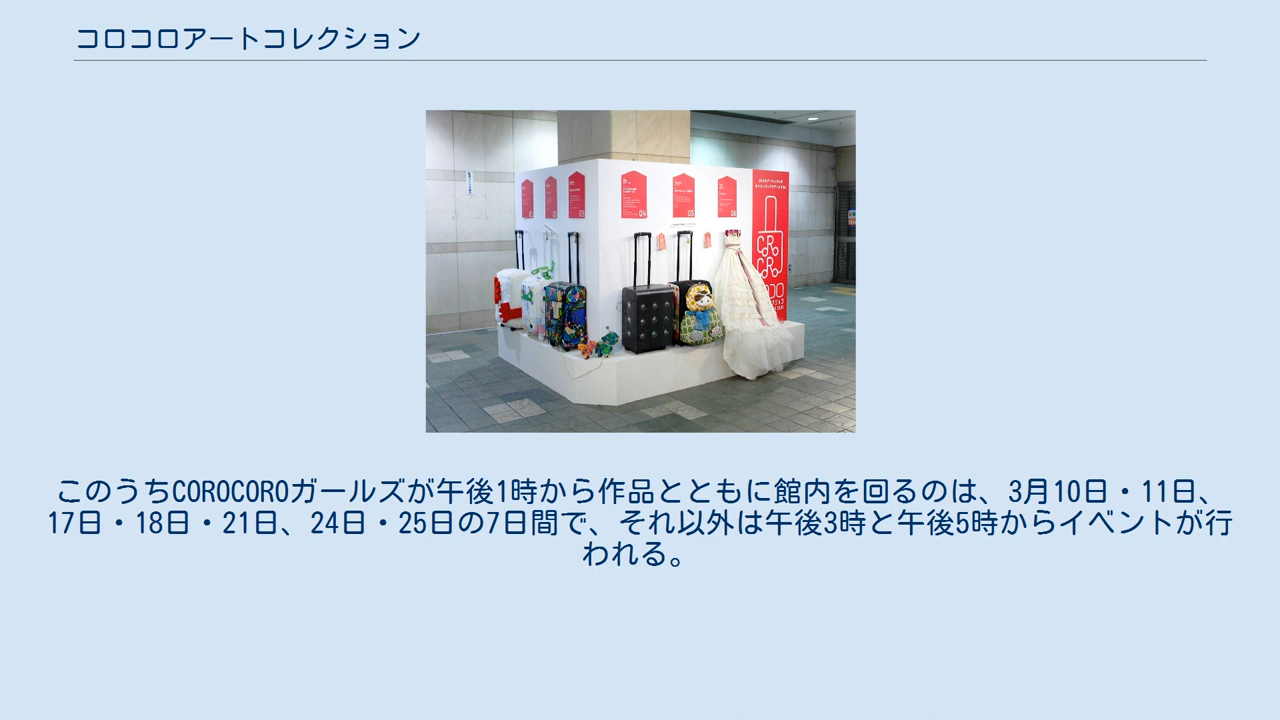 コロコロアートコレクション
04
05
06
このうちCOROCOROガールズが午後1時から作品とともに館内を回るのは、3月10日・11日、
17日・18日・21日、24日・25日の7日間で、それ以外は午後3時と午後5時からイベントが行
われる。